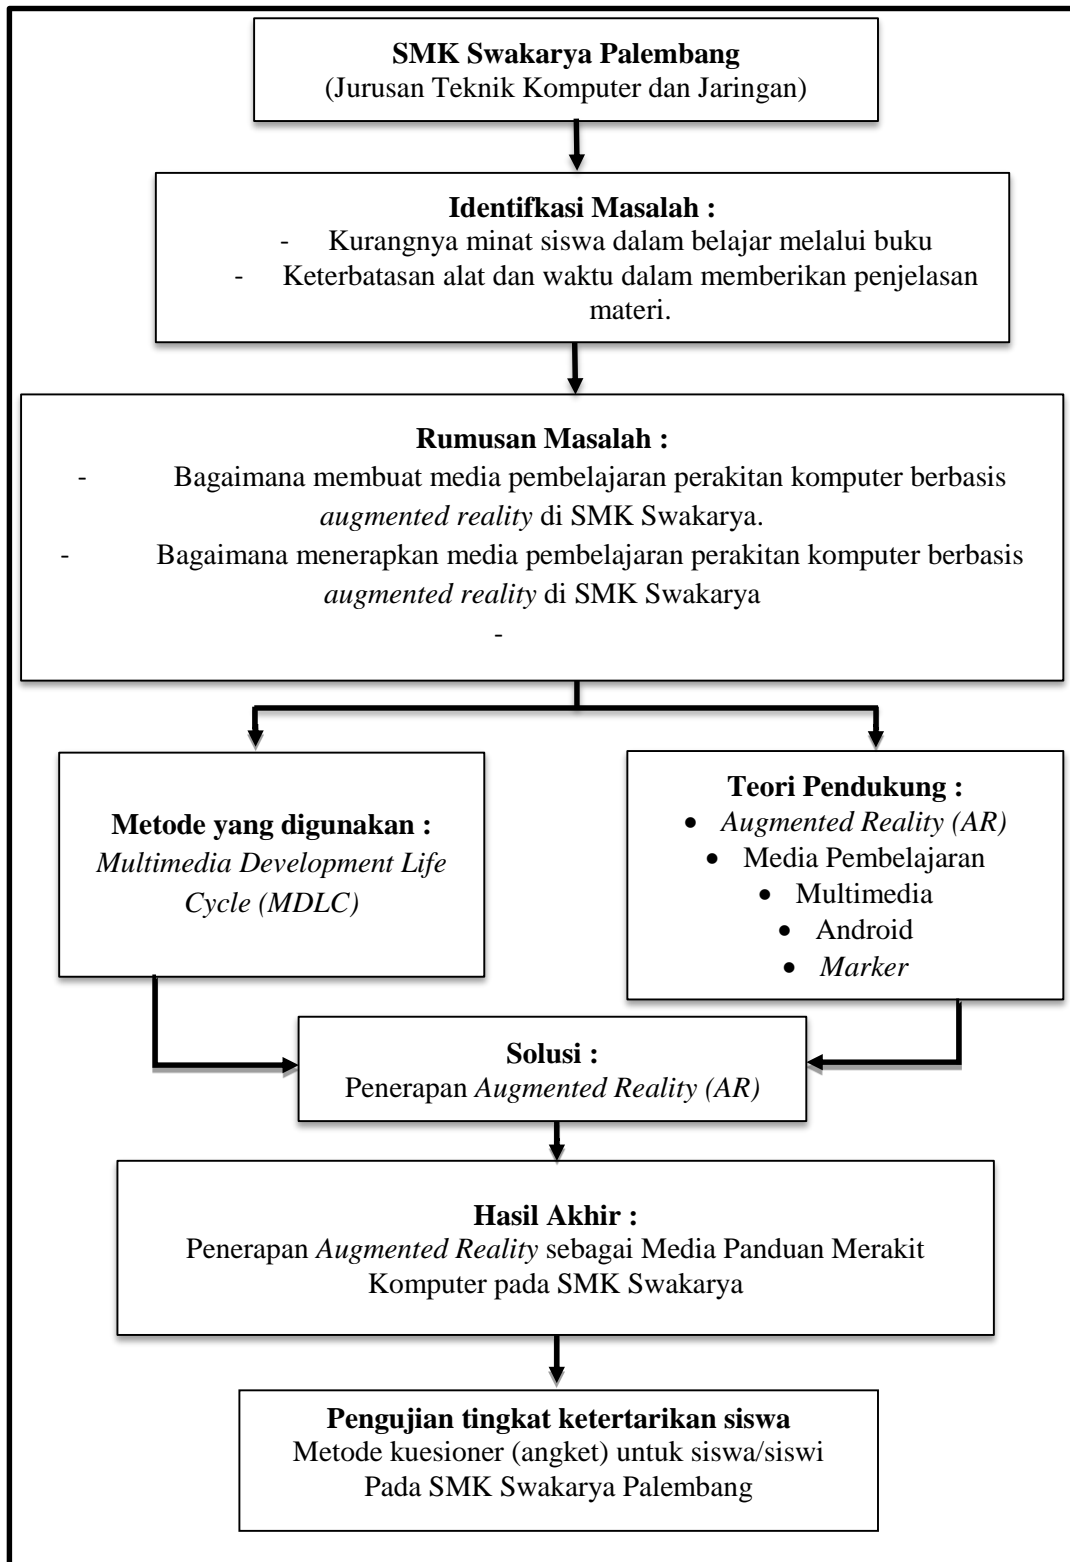 SMK Swakarya Palembang
(Jurusan Teknik Komputer dan Jaringan)
Identifkasi Masalah :
- Kurangnya minat siswa dalam belajar melalui buku
- Keterbatasan alat dan waktu dalam memberikan penjelasan
materi.
Rumusan Masalah :
- Bagaimana membuat media pembelajaran perakitan komputer berbasis
augmented reality di SMK Swakarya.
- Bagaimana menerapkan media pembelajaran perakitan komputer berbasis
augmented reality di SMK Swakarya
-
Metode yang digunakan :
Multimedia Development Life
Cycle (MDLC)
Teori Pendukung :
• Augmented Reality (AR)
• Media Pembelajaran
• Multimedia
• Android
• Marker
Solusi :
Penerapan Augmented Reality (AR)
Hasil Akhir :
Penerapan Augmented Reality sebagai Media Panduan Merakit
Komputer pada SMK Swakarya
Pengujian tingkat ketertarikan siswa
Metode kuesioner (angket) untuk siswa/siswi
Pada SMK Swakarya Palembang